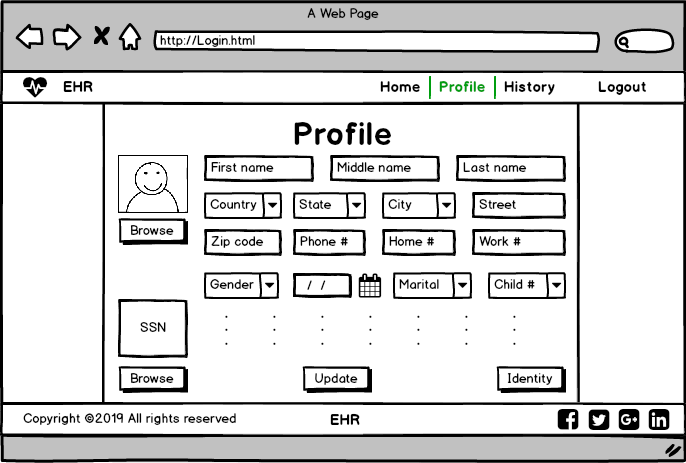 A Web Page
http://Login.html
EHR Home Profile History Logout
Profile
First name Middle name Last name
Country State City Street
Browse
Zip code Phone # Home # Work #
Gender / / Marital Child #
SSN
Browse Update Identity
Copyright ©2019 All rights reserved EHR f G+ in